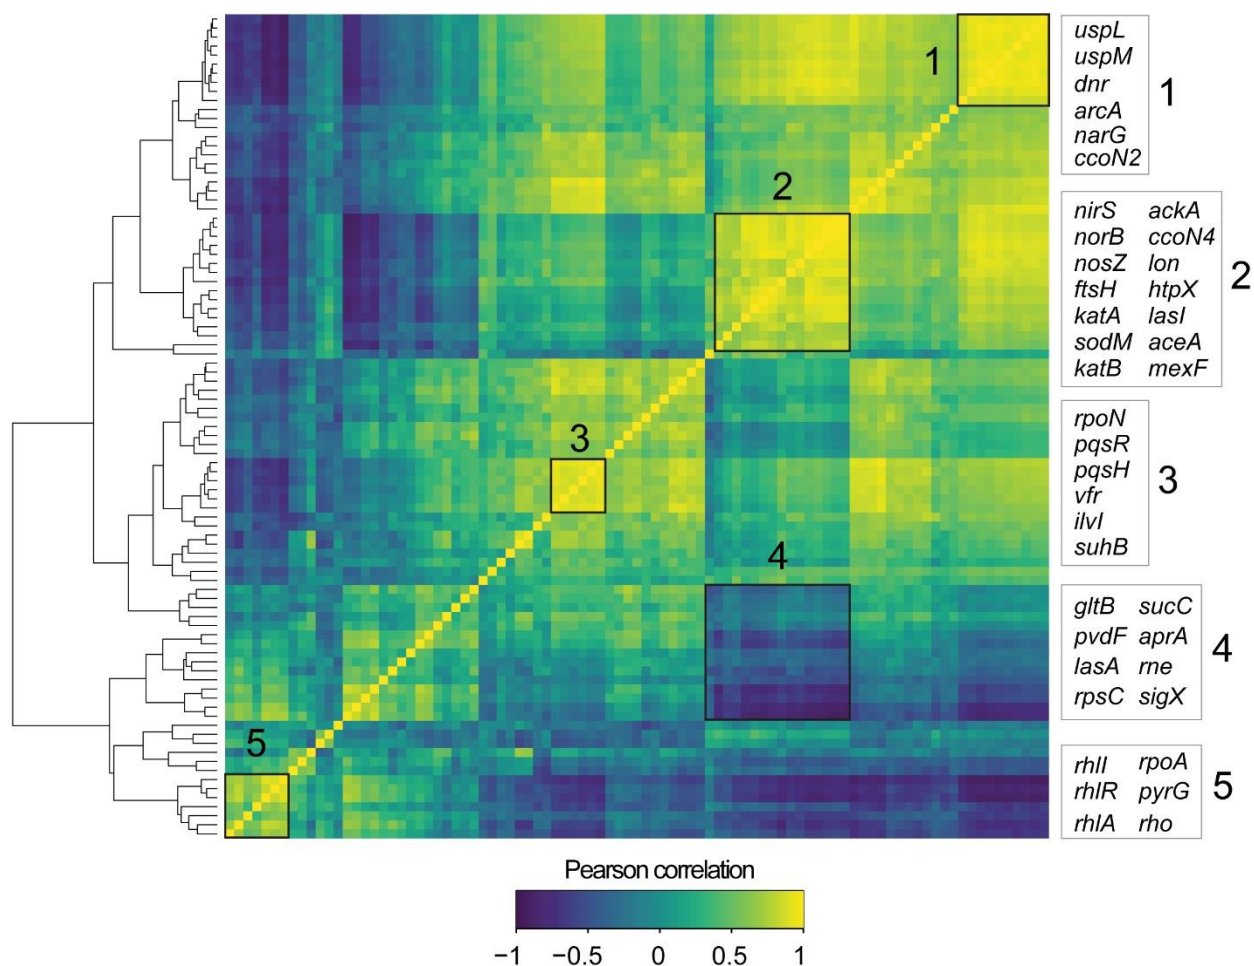 1
2
3
4
5
uspL
uspM
dnr
arcA
narG
ccoN2
1
nirS ackA
norB ccoN4
nosZ lon
ftsH htpX
katA lasI
sodM aceA
katB mexF
2
rpoN
pqsR
pqsH
vfr
ilvI
suhB
3
gltB sucC
pvdF aprA
lasA rne
rpsC sigX
4
rhlI rpoA
rhlR pyrG
rhlA rho
5
Pearson correlation
−1 −0.5 0 0.5 1